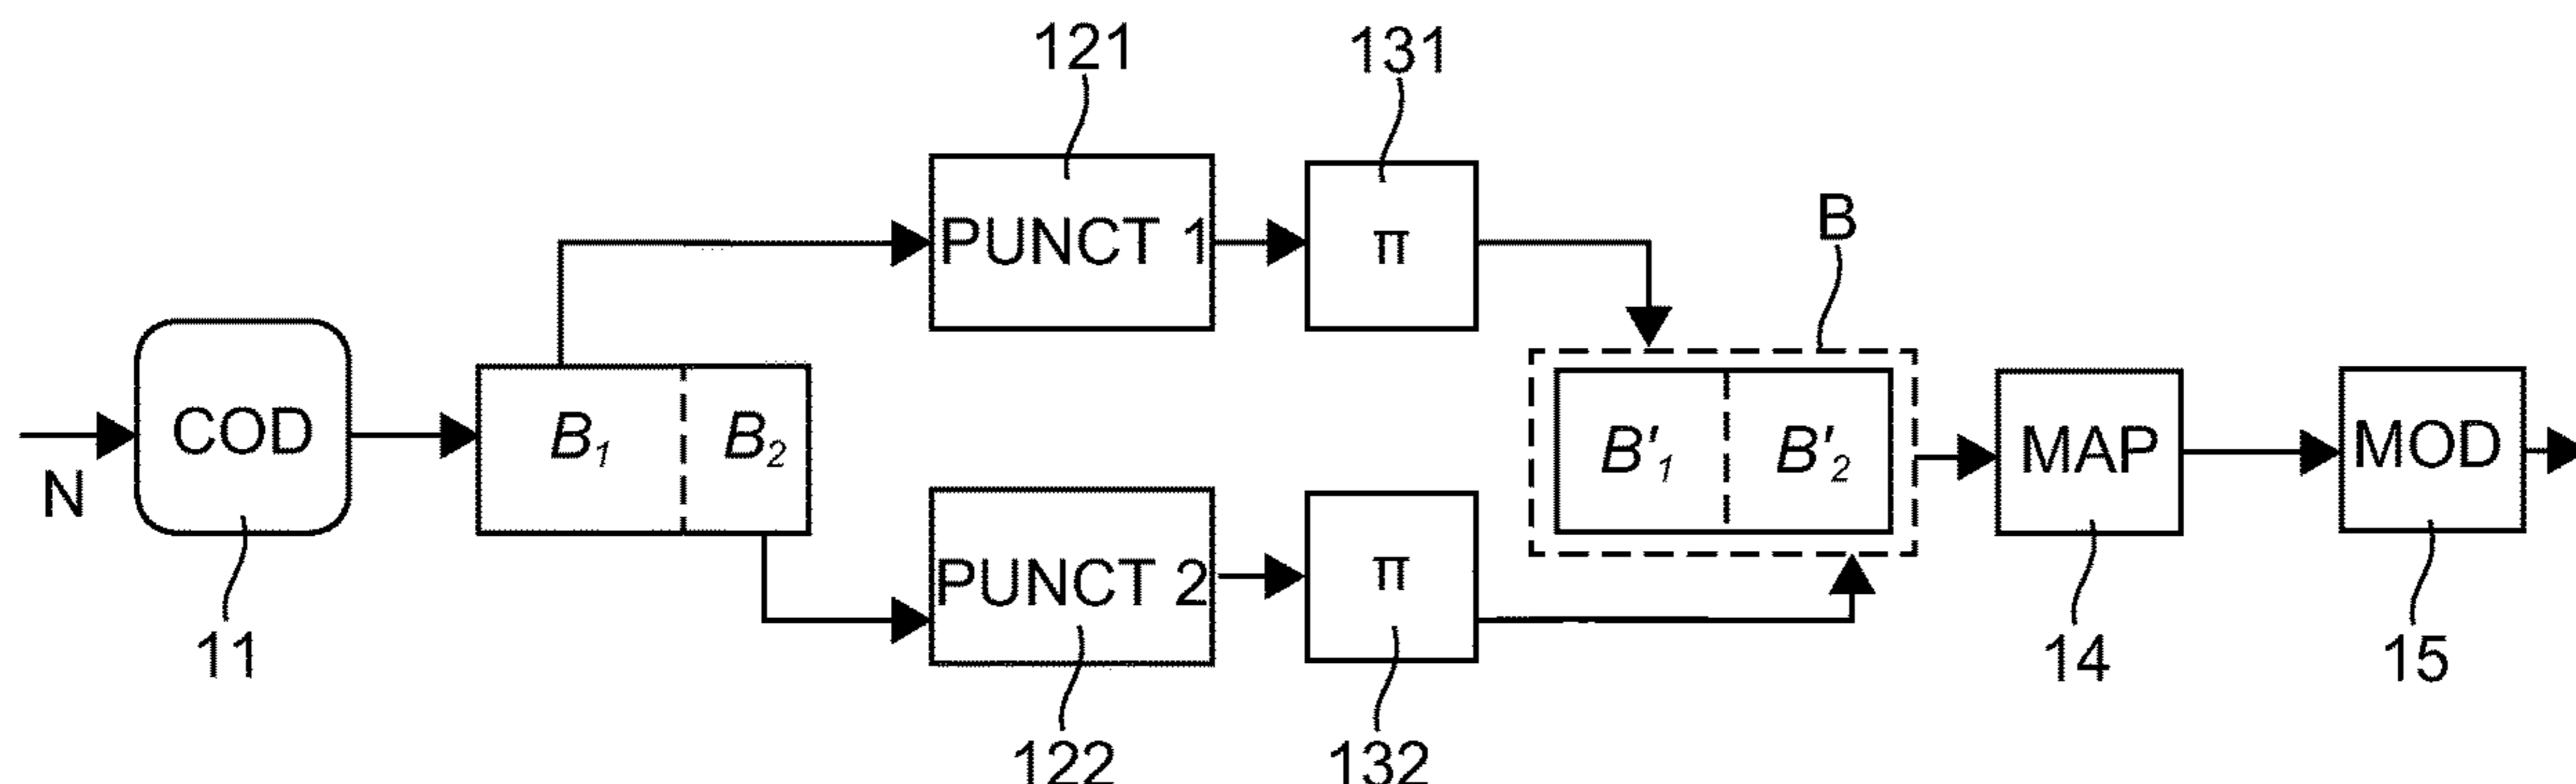 121 131
PUNCT 1 π B
COD B₁ B₂ B'₁ B'₂ MAP MOD
N
PUNCT 2 π
11 14 15
122 132